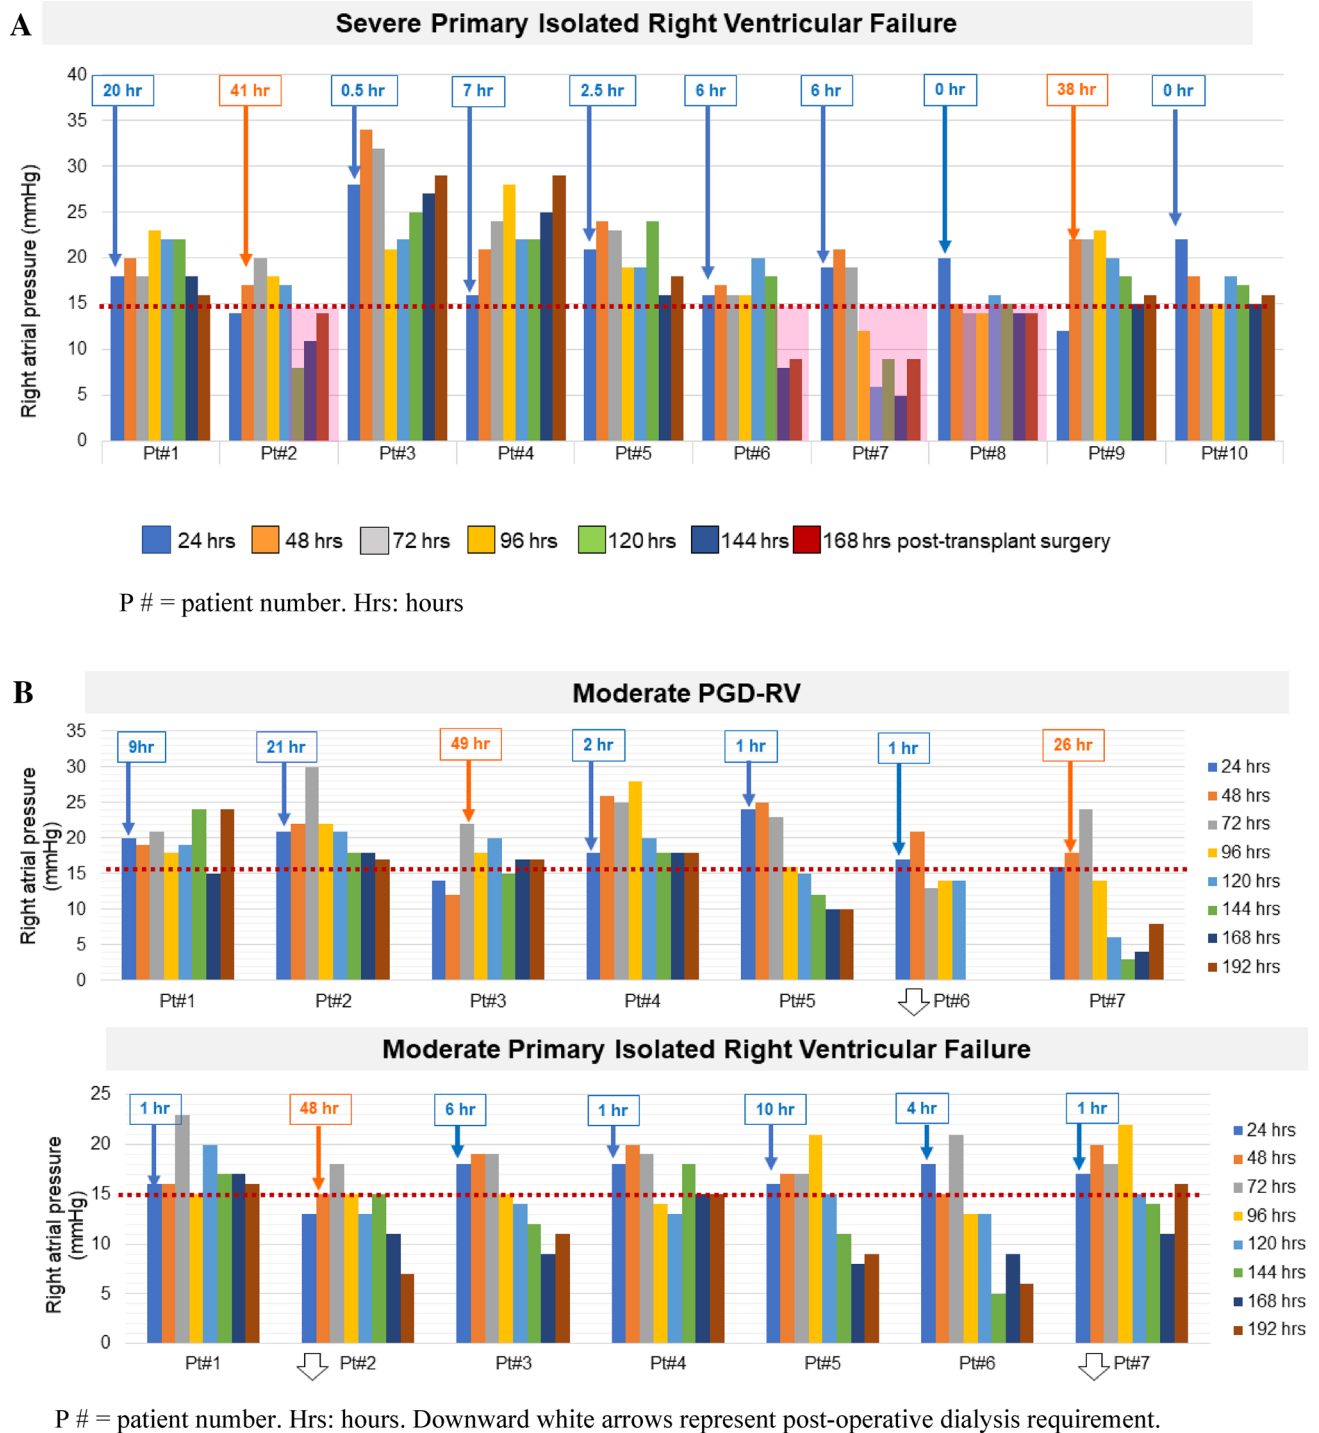 A
Severe Primary Isolated Right Ventricular Failure
40
35
30
25
20
15
10
5
0
Right atrial pressure (mmHg)
20 hr
41 hr
0.5 hr
7 hr
2.5 hr
6 hr
6 hr
0 hr
38 hr
0 hr
Pt#1
Pt#2
Pt#3
Pt#4
Pt#5
Pt#6
Pt#7
Pt#8
Pt#9
Pt#10
24 hrs
48 hrs
72 hrs
96 hrs
120 hrs
144 hrs
168 hrs post-transplant surgery
P # = patient number. Hrs: hours
B
Moderate PGD-RV
35
30
25
20
15
10
5
0
Right atrial pressure
(mmHg)
9hr
21 hr
49 hr
2 hr
1 hr
1 hr
26 hr
Pt#1
Pt#2
Pt#3
Pt#4
Pt#5
Pt#6
Pt#7
24 hrs
48 hrs
72 hrs
96 hrs
120 hrs
144 hrs
168 hrs
192 hrs
Moderate Primary Isolated Right Ventricular Failure
25
20
15
10
5
0
Right atrial pressure
(mmHg)
1 hr
48 hr
6 hr
1 hr
10 hr
4 hr
1 hr
Pt#1
Pt#2
Pt#3
Pt#4
Pt#5
Pt#6
Pt#7
24 hrs
48 hrs
72 hrs
96 hrs
120 hrs
144 hrs
168 hrs
192 hrs
P # = patient number. Hrs: hours. Downward white arrows represent post-operative dialysis requirement.